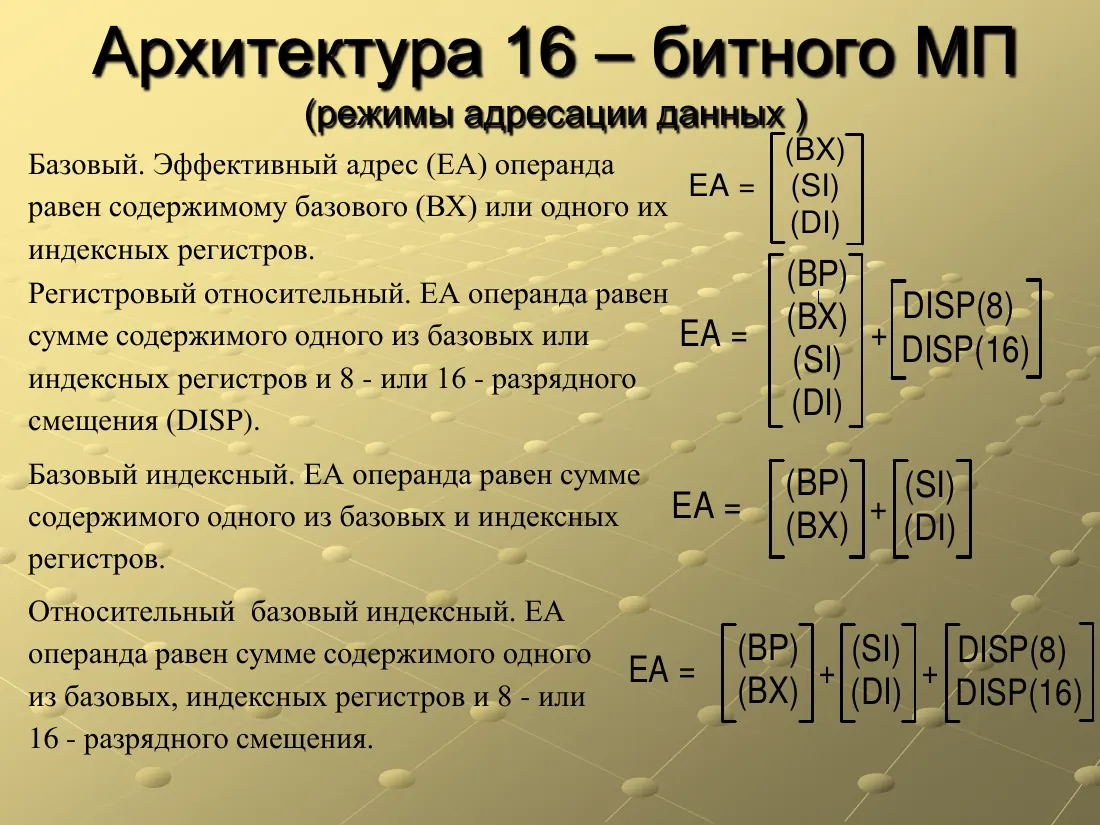 Архитектура 16 – битного МП
(режимы адресации данных )
Базовый. Эффективный адрес (ЕА) операнда
равен содержимому базового (BX) или одного их
индексных регистров.
EA =
(BX)
(SI)
(DI)
Регистровый относительный. ЕА операнда равен
сумме содержимого одного из базовых или
индексных регистров и 8 - или 16 - разрядного
смещения (DISP).
EA =
(BP)
(BX)
(SI)
(DI)
+
DISP(8)
DISP(16)
Базовый индексный. ЕА операнда равен сумме
содержимого одного из базовых и индексных
регистров.
EA =
(BP)
(BX)
+
(SI)
(DI)
Относительный  базовый индексный. ЕА
операнда равен сумме содержимого одного
из базовых, индексных регистров и 8 - или
16 - разрядного смещения.
EA =
(BP)
(BX)
+
(SI)
(DI)
+
DISP(8)
DISP(16)